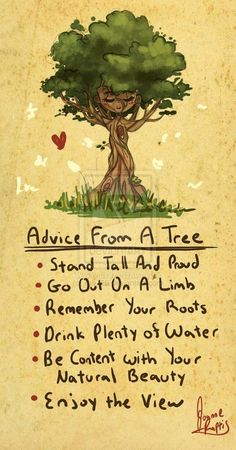 Advice From A Tree
• Stand Tall And Proud
• Go Out On A Limb
• Remember Your Roots
• Drink Plenty of Water
• Be Content With Your
Natural Beauty
• Enjoy the View